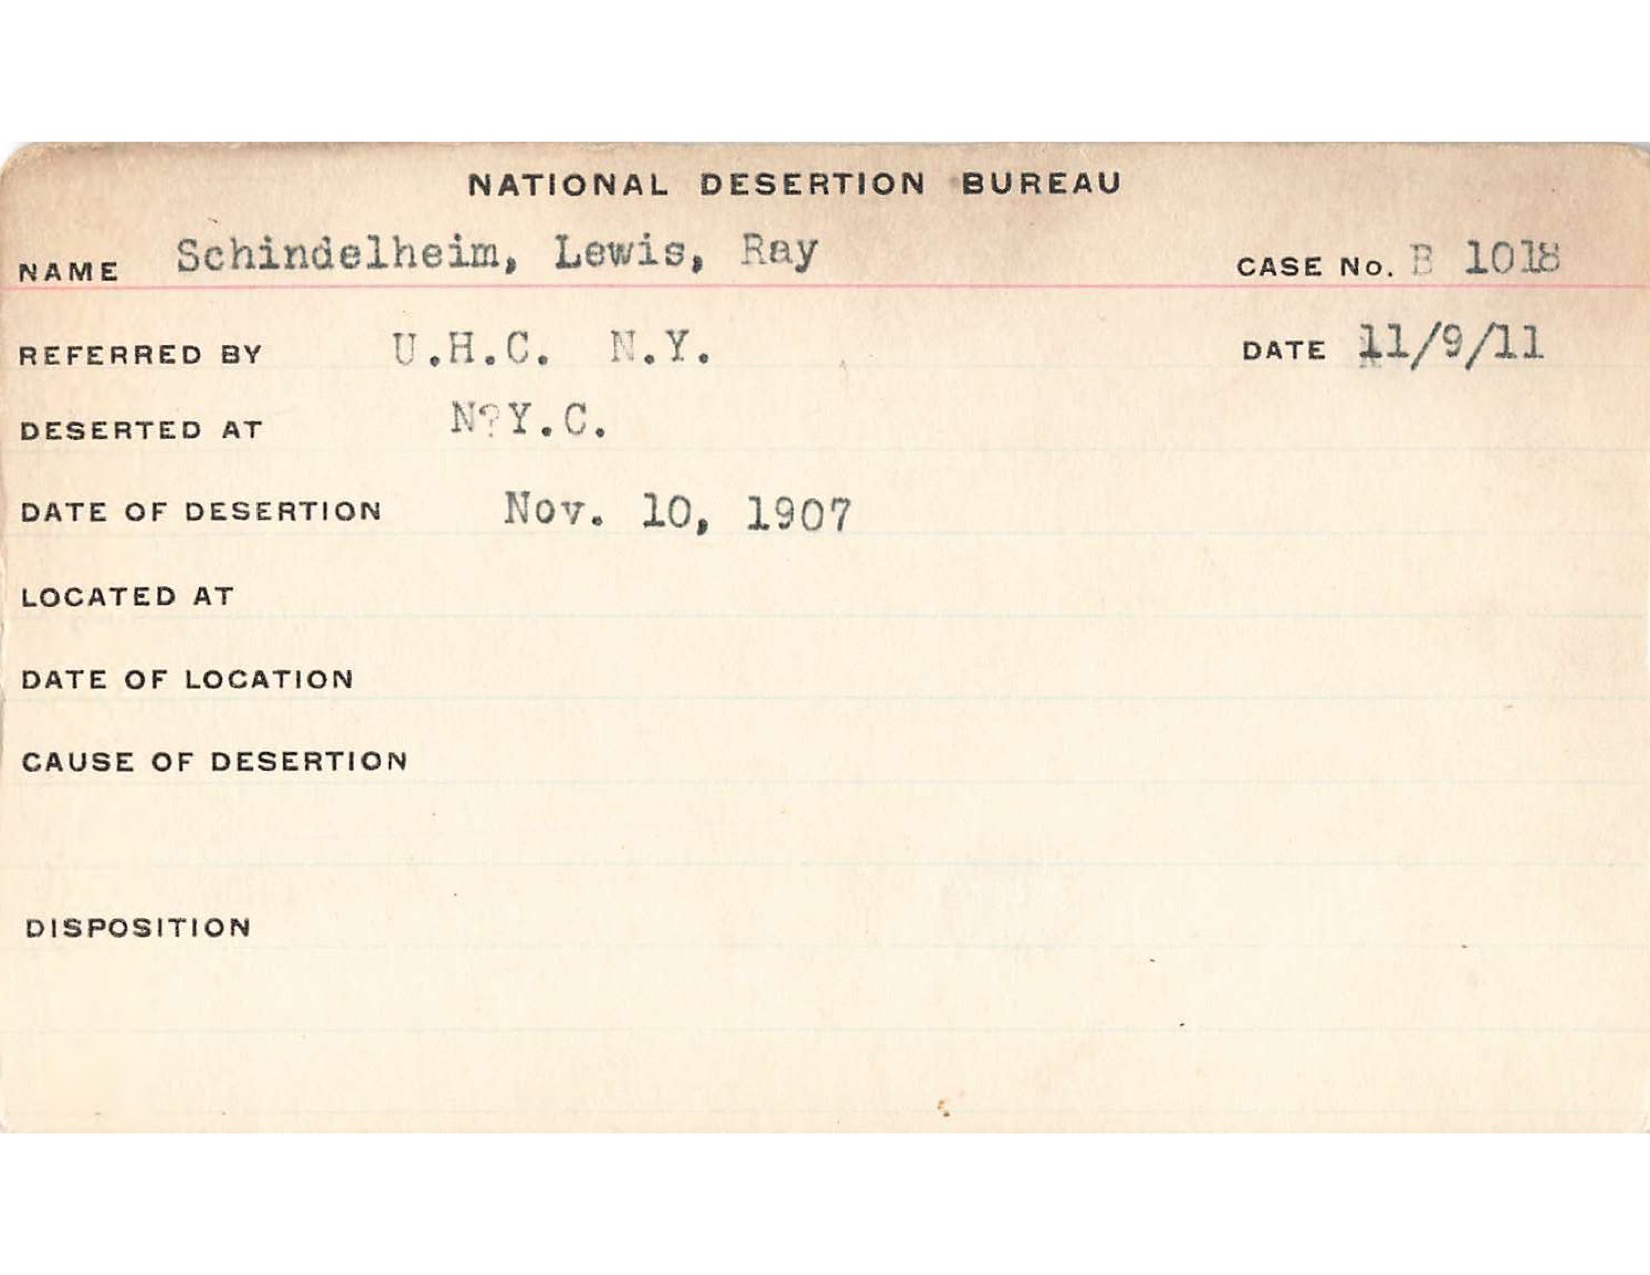 NATIONAL DESERTION BUREAU
NAME Schindelheim, Lewis, Ray CASE No. B 1018
REFERRED BY U.H.C. N.Y. DATE 11/9/11
DESERTED AT N?Y.C.
DATE OF DESERTION Nov. 10, 1907
LOCATED AT
DATE OF LOCATION
CAUSE OF DESERTION
DISPOSITION